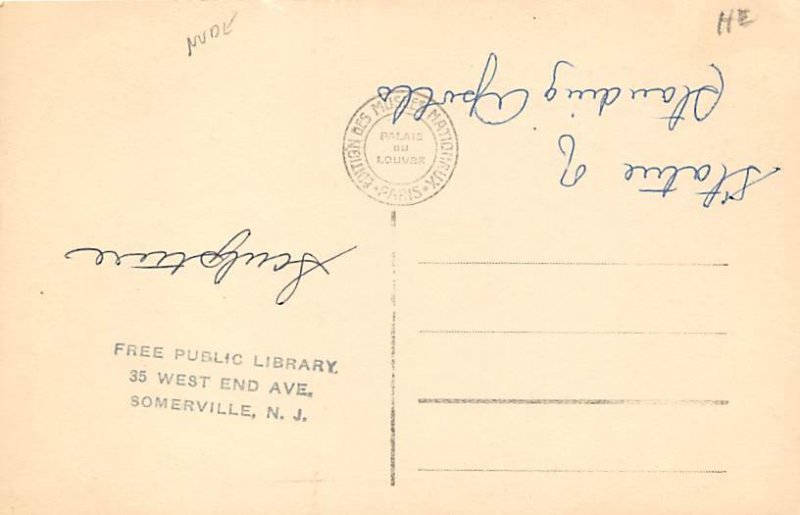 NUDE
HE
ÉDITION DES MUSÉES NATIONAUX
• PARIS •
PALAIS
DU
LOUVRE
Statue of
Standing Apollo
Sculpture
FREE PUBLIC LIBRARY.
35 WEST END AVE.
SOMERVILLE, N. J.